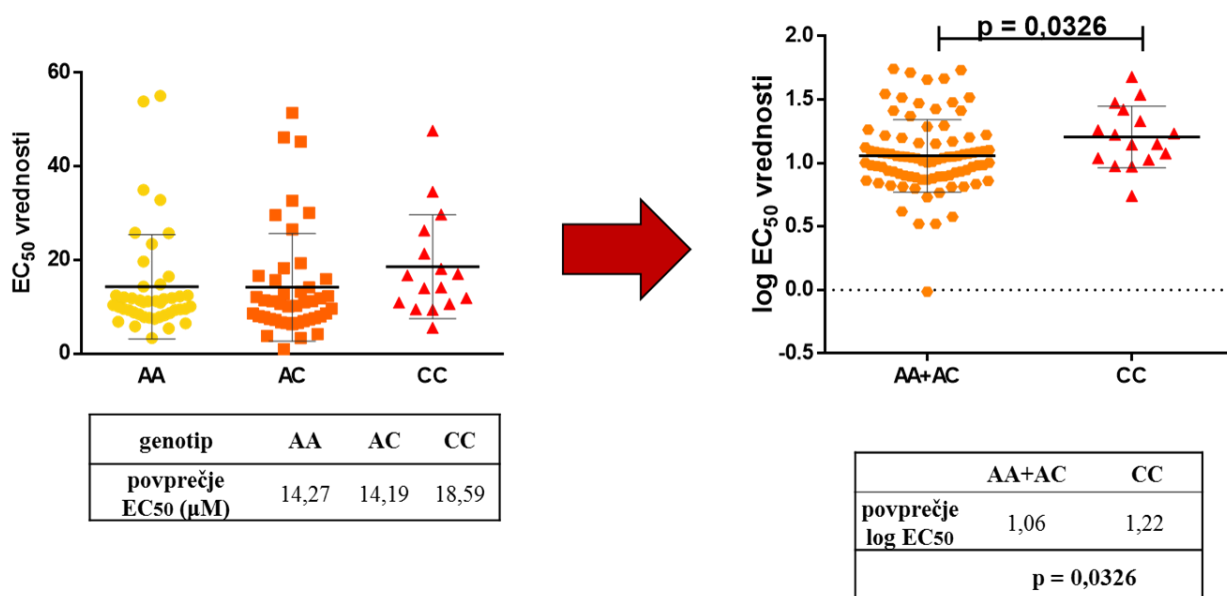 60
40
20
0
EC50 vrednosti
AA AC CC
genotip AA AC CC
povprečje
EC50 (µM) 14,27 14,19 18,59
p = 0,0326
2.0
1.5
1.0
0.5
0.0
-0.5
log EC50 vrednosti
AA+AC CC
AA+AC CC
povprečje
log EC50 1,06 1,22
p = 0,0326